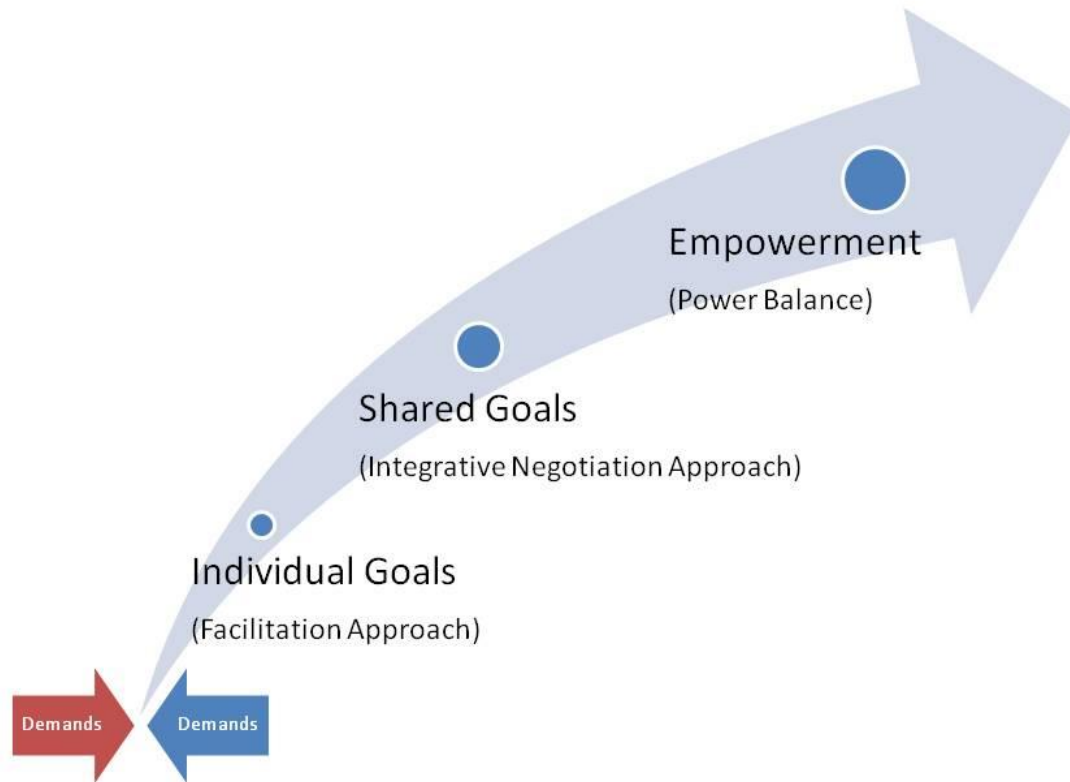 Empowerment
(Power Balance)
Shared Goals
(Integrative Negotiation Approach)
Individual Goals
(Facilitation Approach)
Demands
Demands